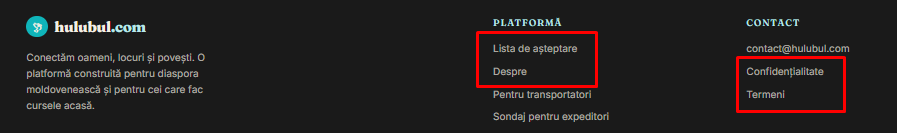 hulubul.com
Conectăm oameni, locuri și povești. O
platformă construită pentru diaspora
moldovenească și pentru cei care fac
cursele acasă.
PLATFORMĂ
Lista de așteptare
Despre
Pentru transportatori
Sondaj pentru expeditori
CONTACT
contact@hulubul.com
Confidențialitate
Termeni